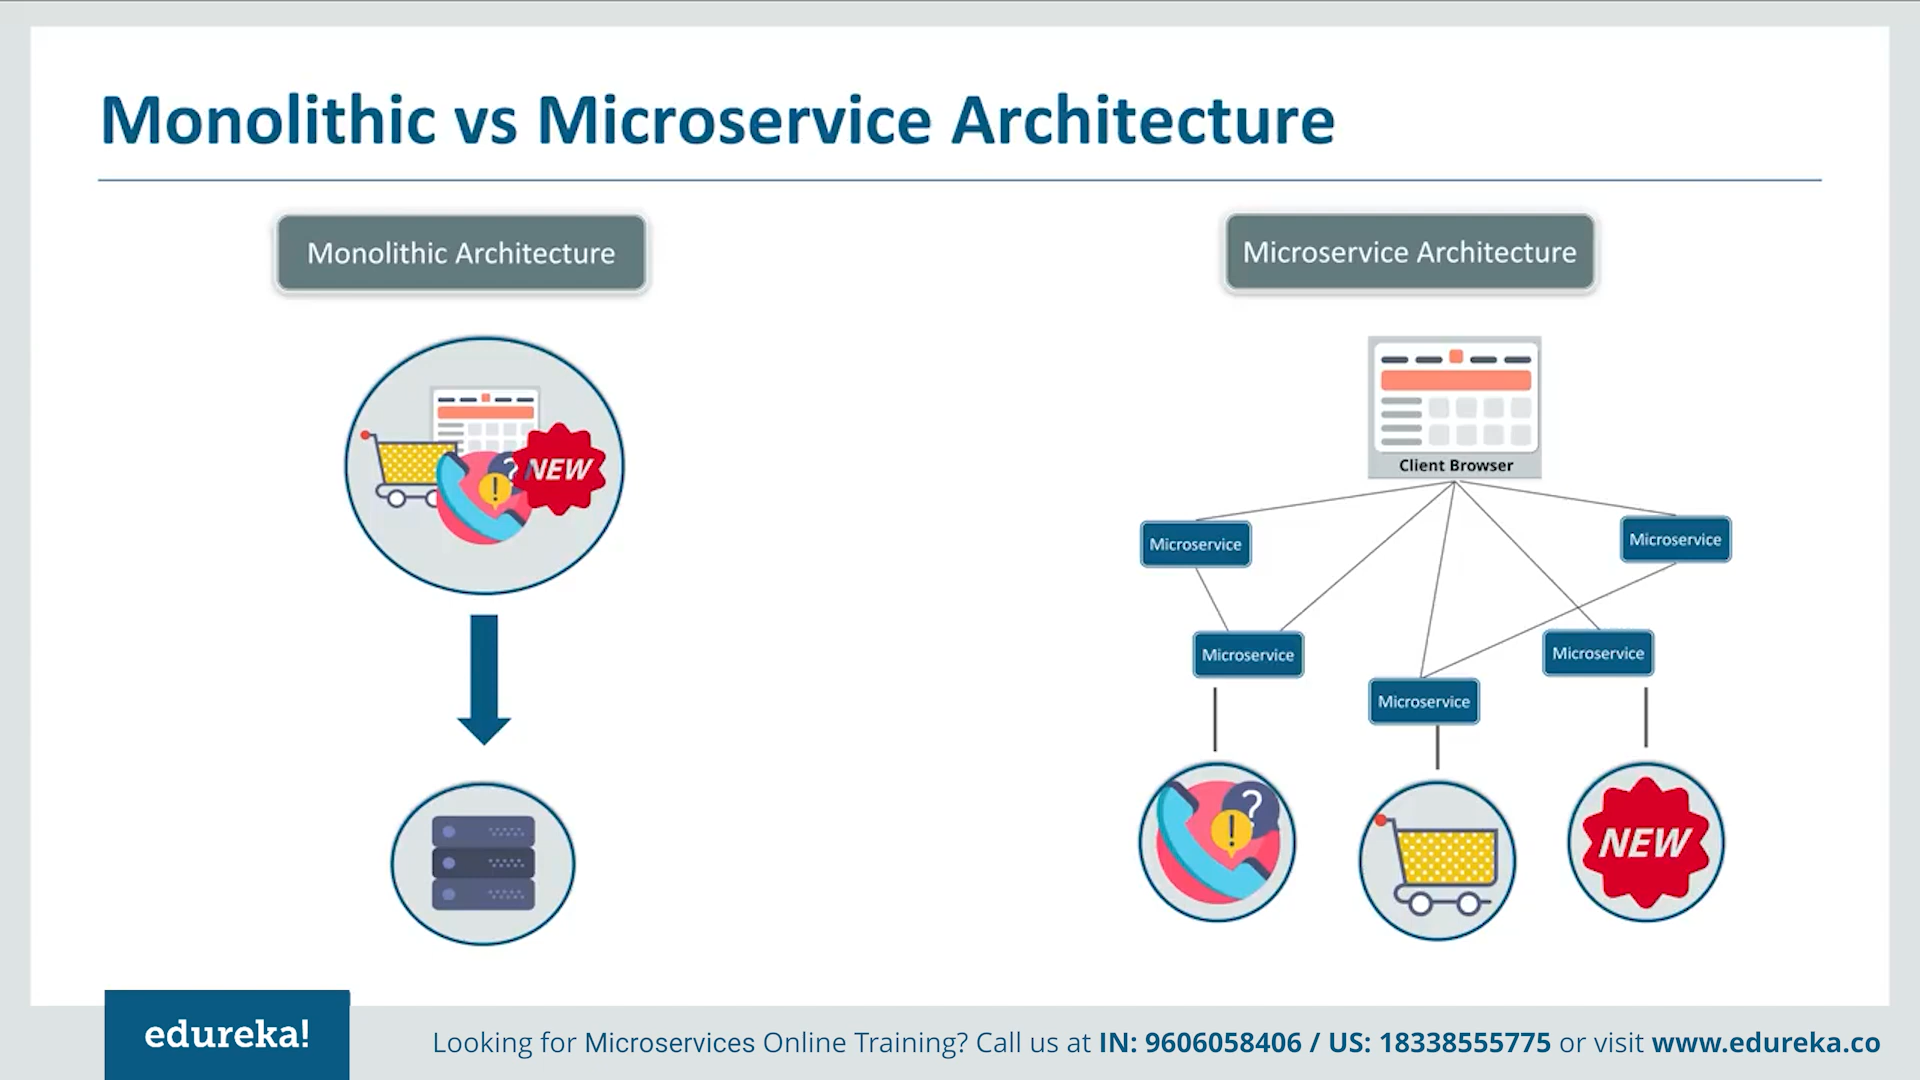 Monolithic vs Microservice Architecture
Monolithic Architecture
Microservice Architecture
NEW
?
!
Client Browser
Microservice
Microservice
Microservice
Microservice
Microservice
?
!
NEW
edureka!
Looking for Microservices Online Training? Call us at IN: 9606058406 / US: 18338555775 or visit www.edureka.co